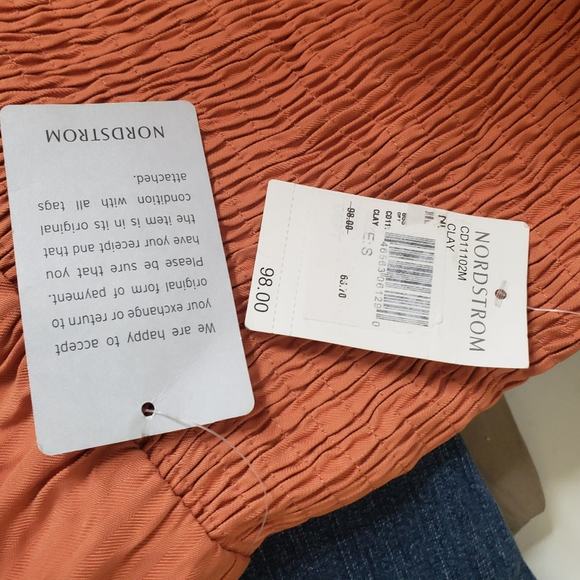 NORDSTROM
We are happy to accept
your exchange or return to
original form of payment.
Please be sure that you
have your receipt and that
the item is in its original
condition with all tags
attached.
NORDSTROM
CD11102M
CLAY
CD11
CLAY
98.00
98.00